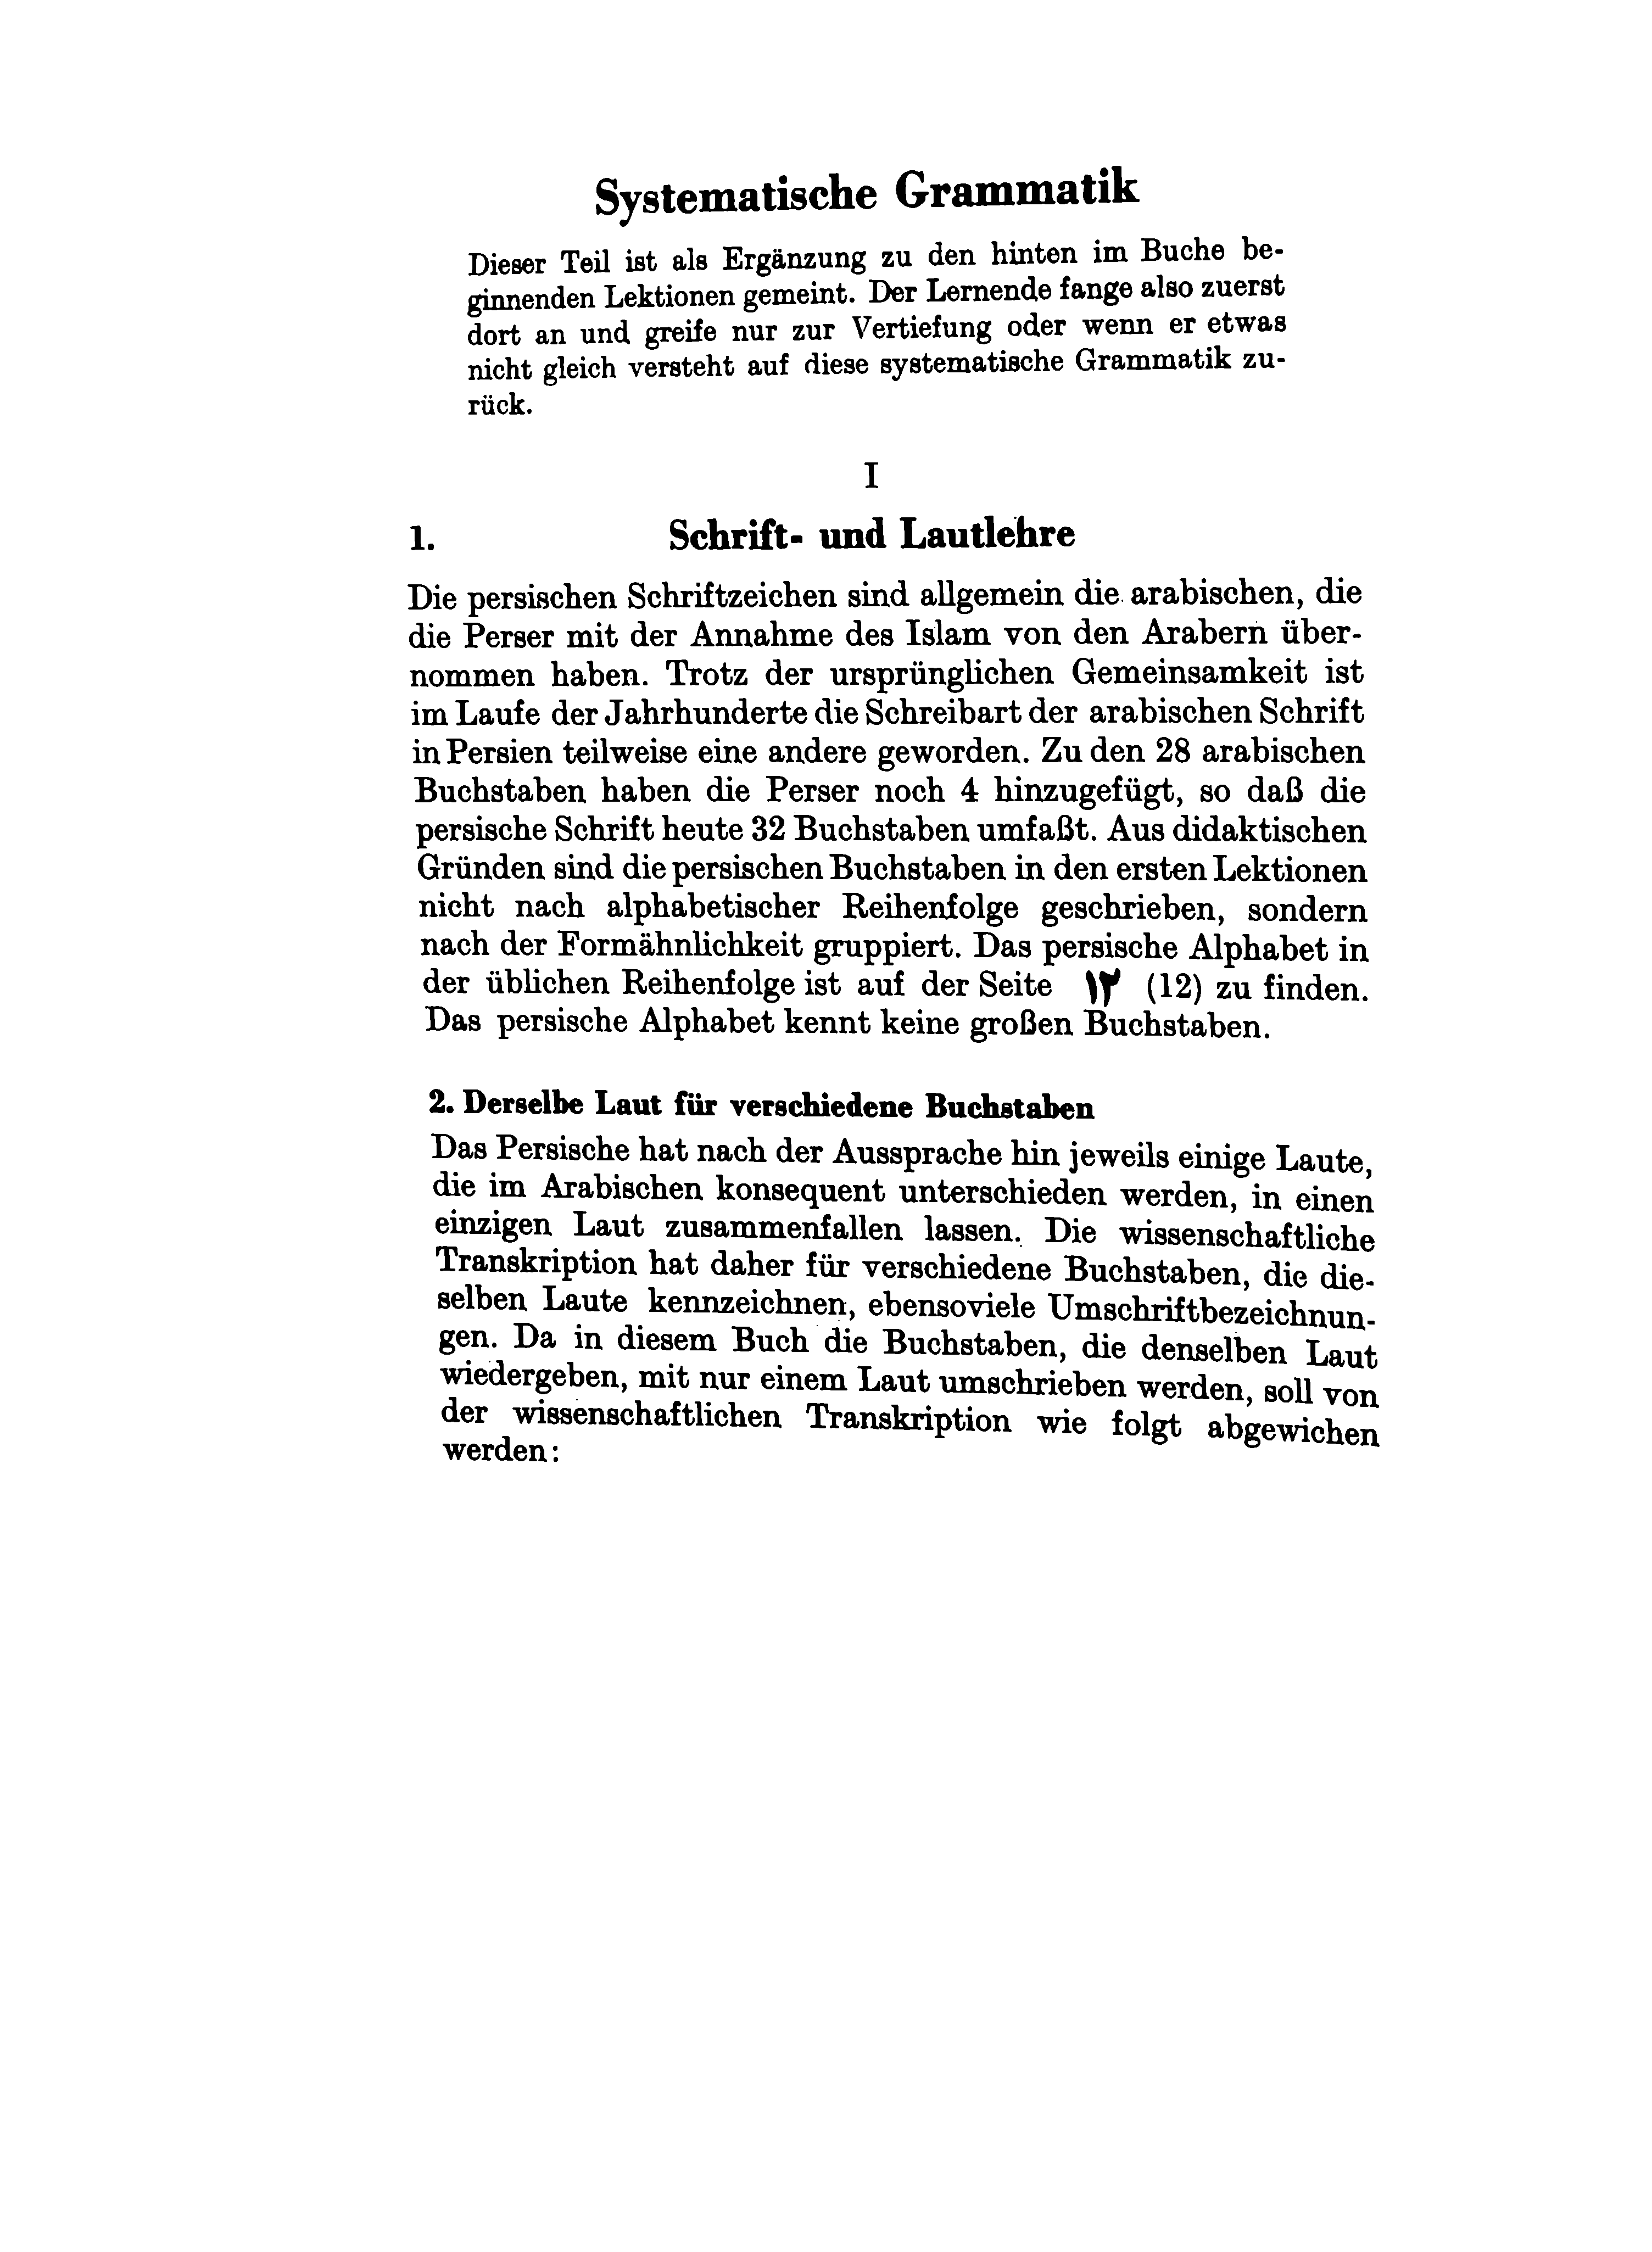 Systematische Grammatik
Dieser Teil ist als Ergänzung zu den hinten im Buche be-
ginnenden Lektionen gemeint. Der Lernende fange also zuerst
dort an und greife nur zur Vertiefung oder wenn er etwas
nicht gleich versteht auf diese systematische Grammatik zu-
rück.
I
1. Schrift- und Lautlehre
Die persischen Schriftzeichen sind allgemein die arabischen, die
die Perser mit der Annahme des Islam von den Arabern über-
nommen haben. Trotz der ursprünglichen Gemeinsamkeit ist
im Laufe der Jahrhunderte die Schreibart der arabischen Schrift
in Persien teilweise eine andere geworden. Zu den 28 arabischen
Buchstaben haben die Perser noch 4 hinzugefügt, so daß die
persische Schrift heute 32 Buchstaben umfaßt. Aus didaktischen
Gründen sind die persischen Buchstaben in den ersten Lektionen
nicht nach alphabetischer Reihenfolge geschrieben, sondern
nach der Formähnlichkeit gruppiert. Das persische Alphabet in
der üblichen Reihenfolge ist auf der Seite ۱۲ (12) zu finden.
Das persische Alphabet kennt keine großen Buchstaben.
2. Derselbe Laut für verschiedene Buchstaben
Das Persische hat nach der Aussprache hin jeweils einige Laute,
die im Arabischen konsequent unterschieden werden, in einen
einzigen Laut zusammenfallen lassen. Die wissenschaftliche
Transkription hat daher für verschiedene Buchstaben, die die-
selben Laute kennzeichnen, ebensoviele Umschriftbezeichnun-
gen. Da in diesem Buch die Buchstaben, die denselben Laut
wiedergeben, mit nur einem Laut umschrieben werden, soll von
der wissenschaftlichen Transkription wie folgt abgewichen
werden: